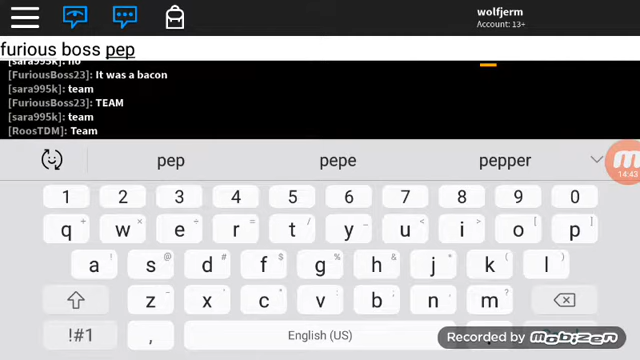 wolfjerm
Account: 13+
furious boss pep
[sara995k]: no
[FuriousBoss23]: It was a bacon
[sara995k]: team
[FuriousBoss23]: TEAM
[sara995k]: team
[RoosTDM]: Team
pep pepe pepper
14:43
1 2 3 4 5 6 7 8 9 0
q w e r t y u i o p
a s d f g h j k l
z x c v b n m
!#1 , English (US)
Recorded by
mobizen